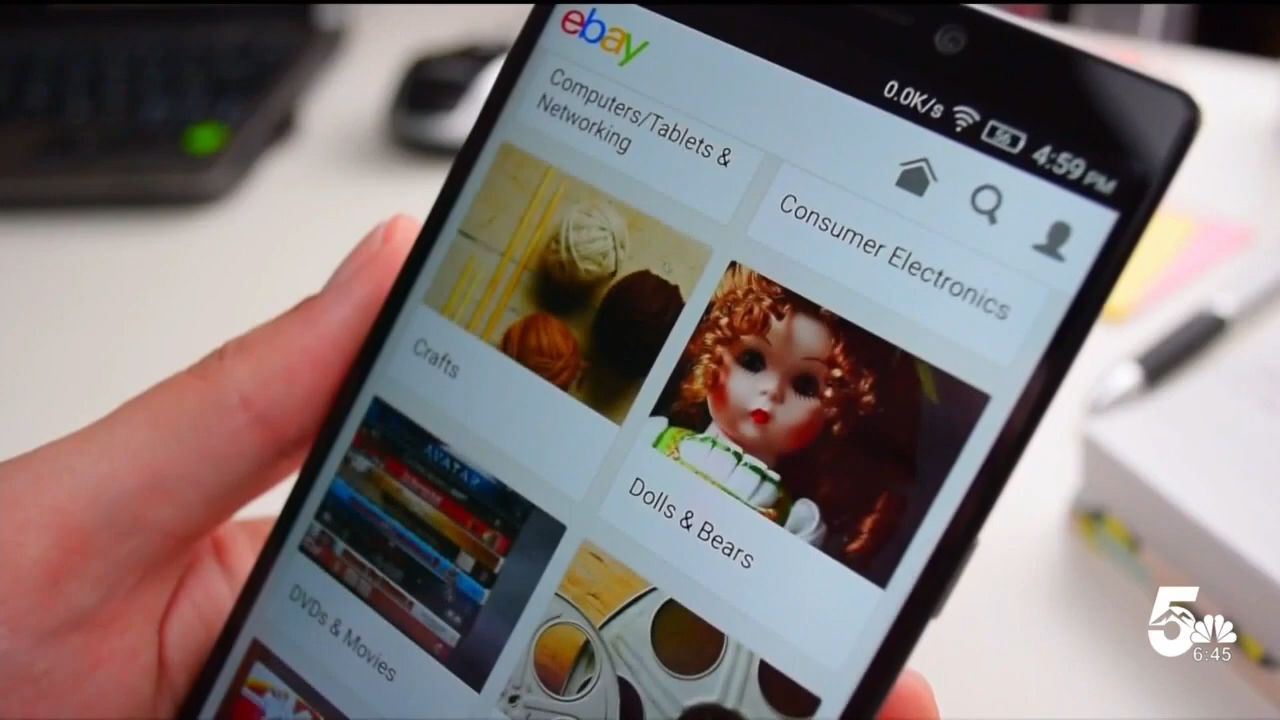 ebay
0.0K/s 4:59 PM
Computers/Tablets &
Networking
Consumer Electronics
Crafts
Dolls & Bears
AVATAR
DVDs & Movies
5
6:45